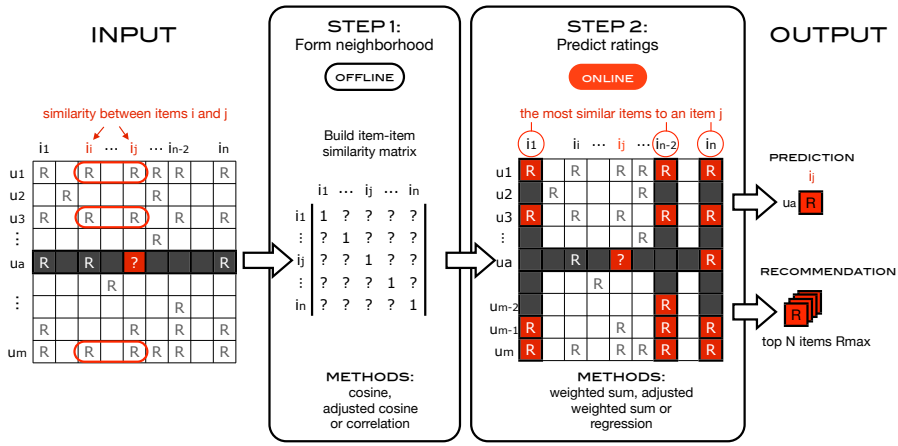 INPUT
similarity between items i and j
i1 ii ... ij ... in-2 in
u1 R R R R R R
u2 R R
u3 R R R R R
⋮ R
ua R R ? R
R
⋮ R
R R R R
um R R R R R R
STEP 1:
Form neighborhood
OFFLINE
Build item-item
similarity matrix
i1 ... ij ... in
i1 1 ? ? ? ?
⋮ ? 1 ? ? ?
ij ? ? 1 ? ?
⋮ ? ? ? 1 ?
in ? ? ? ? 1
METHODS:
cosine,
adjusted cosine
or correlation
STEP 2:
Predict ratings
ONLINE
the most similar items to an item j
i1 ii ... ij ... in-2 in
u1 R R R R R R
u2 R R
u3 R R R R R
⋮ R
ua R ? R
R
um-2 R
um-1 R R R R
um R R R R R R
METHODS:
weighted sum, adjusted
weighted sum or
regression
OUTPUT
PREDICTION
ij
ua R
RECOMMENDATION
R
top N items Rmax